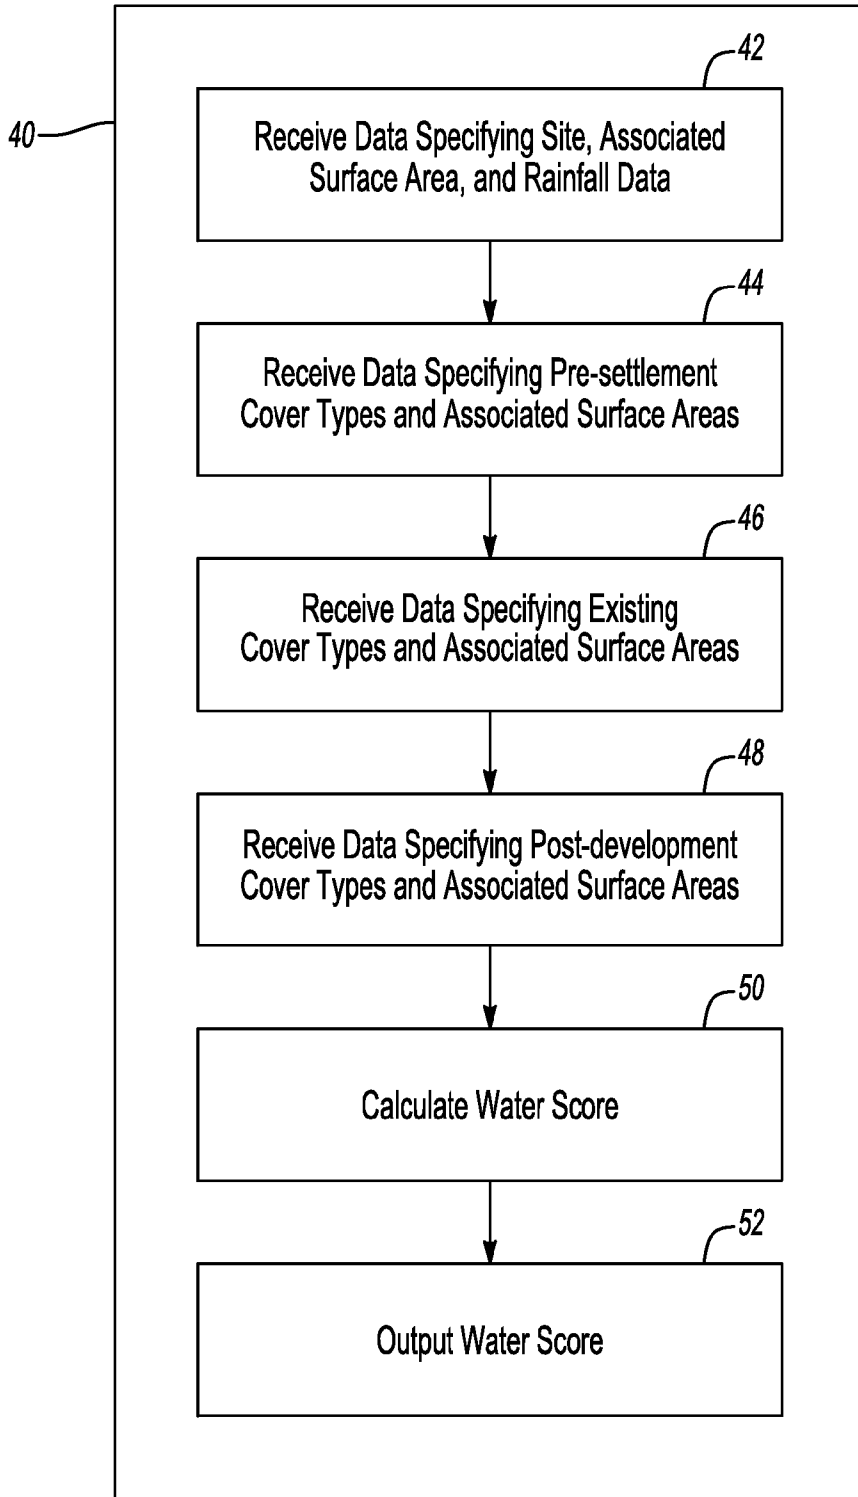 42
40
Receive Data Specifying Site, Associated
Surface Area, and Rainfall Data
44
Receive Data Specifying Pre-settlement
Cover Types and Associated Surface Areas
46
Receive Data Specifying Existing
Cover Types and Associated Surface Areas
48
Receive Data Specifying Post-development
Cover Types and Associated Surface Areas
50
Calculate Water Score
52
Output Water Score